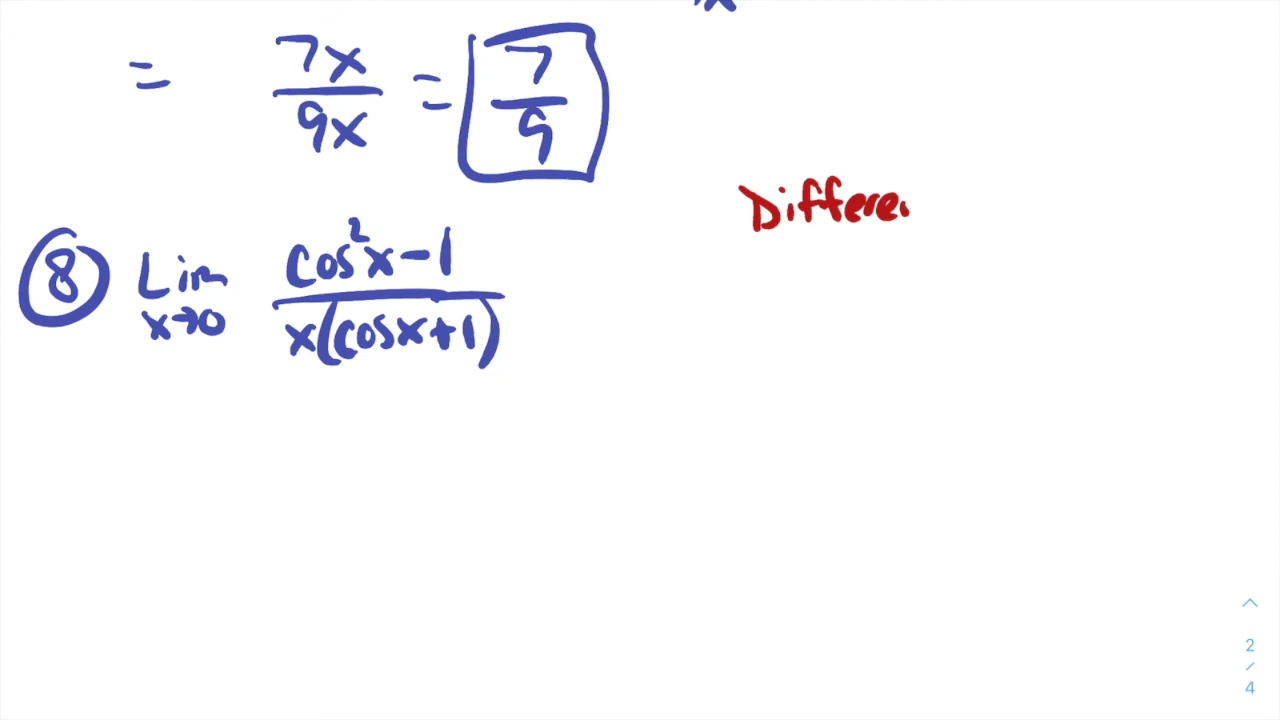 = 7x/9x = 7/9
Differe
⑧ Lim x→0 cos²x-1 / x(cosx+1)
2
/
4